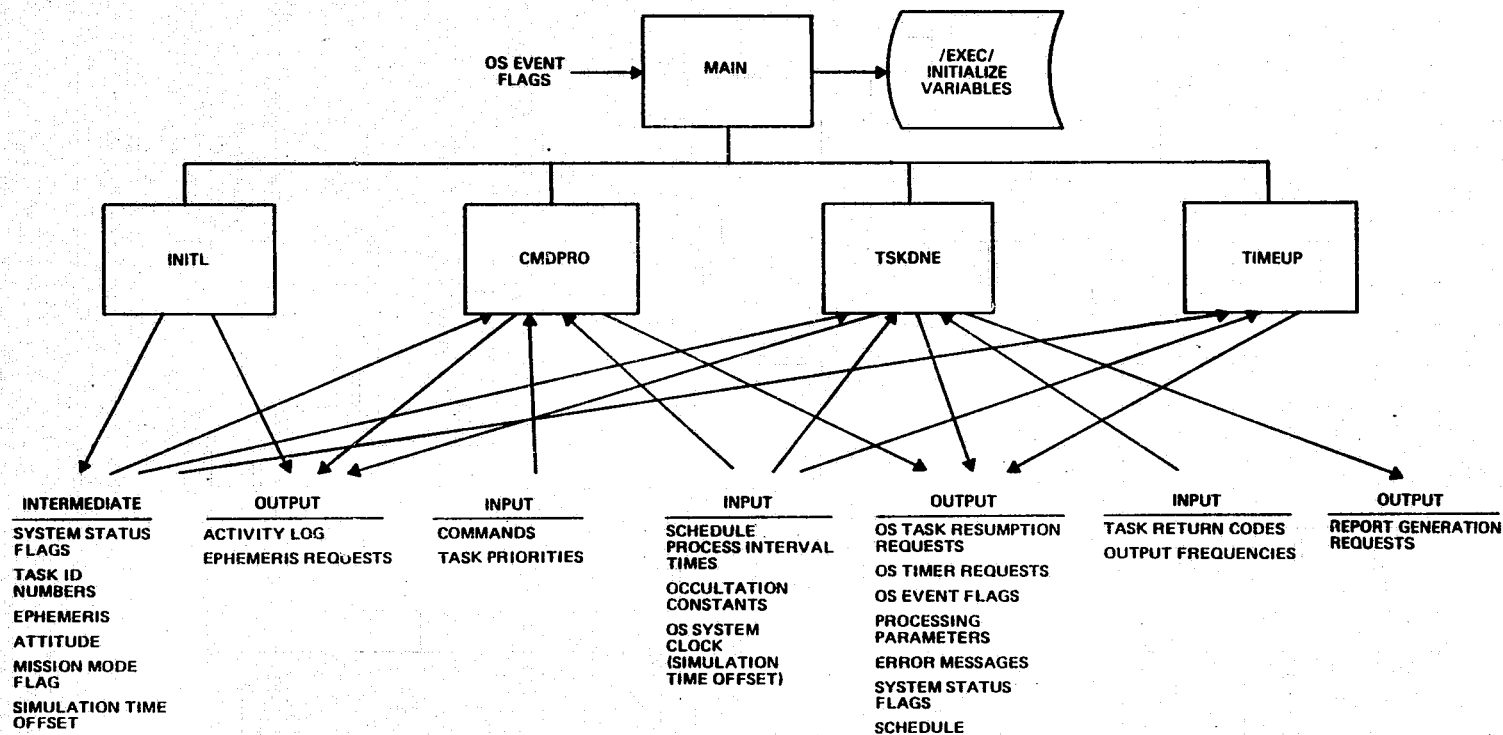 OS EVENT
FLAGS
MAIN
/EXEC/
INITIALIZE
VARIABLES
INITL
CMDPRO
TSKDNE
TIMEUP
INTERMEDIATE
SYSTEM STATUS
FLAGS
TASK ID
NUMBERS
EPHEMERIS
ATTITUDE
MISSION MODE
FLAG
SIMULATION TIME
OFFSET
OUTPUT
ACTIVITY LOG
EPHEMERIS REQUESTS
INPUT
COMMANDS
TASK PRIORITIES
INPUT
SCHEDULE
PROCESS INTERVAL
TIMES
OCCULTATION
CONSTANTS
OS SYSTEM
CLOCK
(SIMULATION
TIME OFFSET)
OUTPUT
OS TASK RESUMPTION
REQUESTS
OS TIMER REQUESTS
OS EVENT FLAGS
PROCESSING
PARAMETERS
ERROR MESSAGES
SYSTEM STATUS
FLAGS
SCHEDULE
INPUT
TASK RETURN CODES
OUTPUT FREQUENCIES
OUTPUT
REPORT GENERATION
REQUESTS